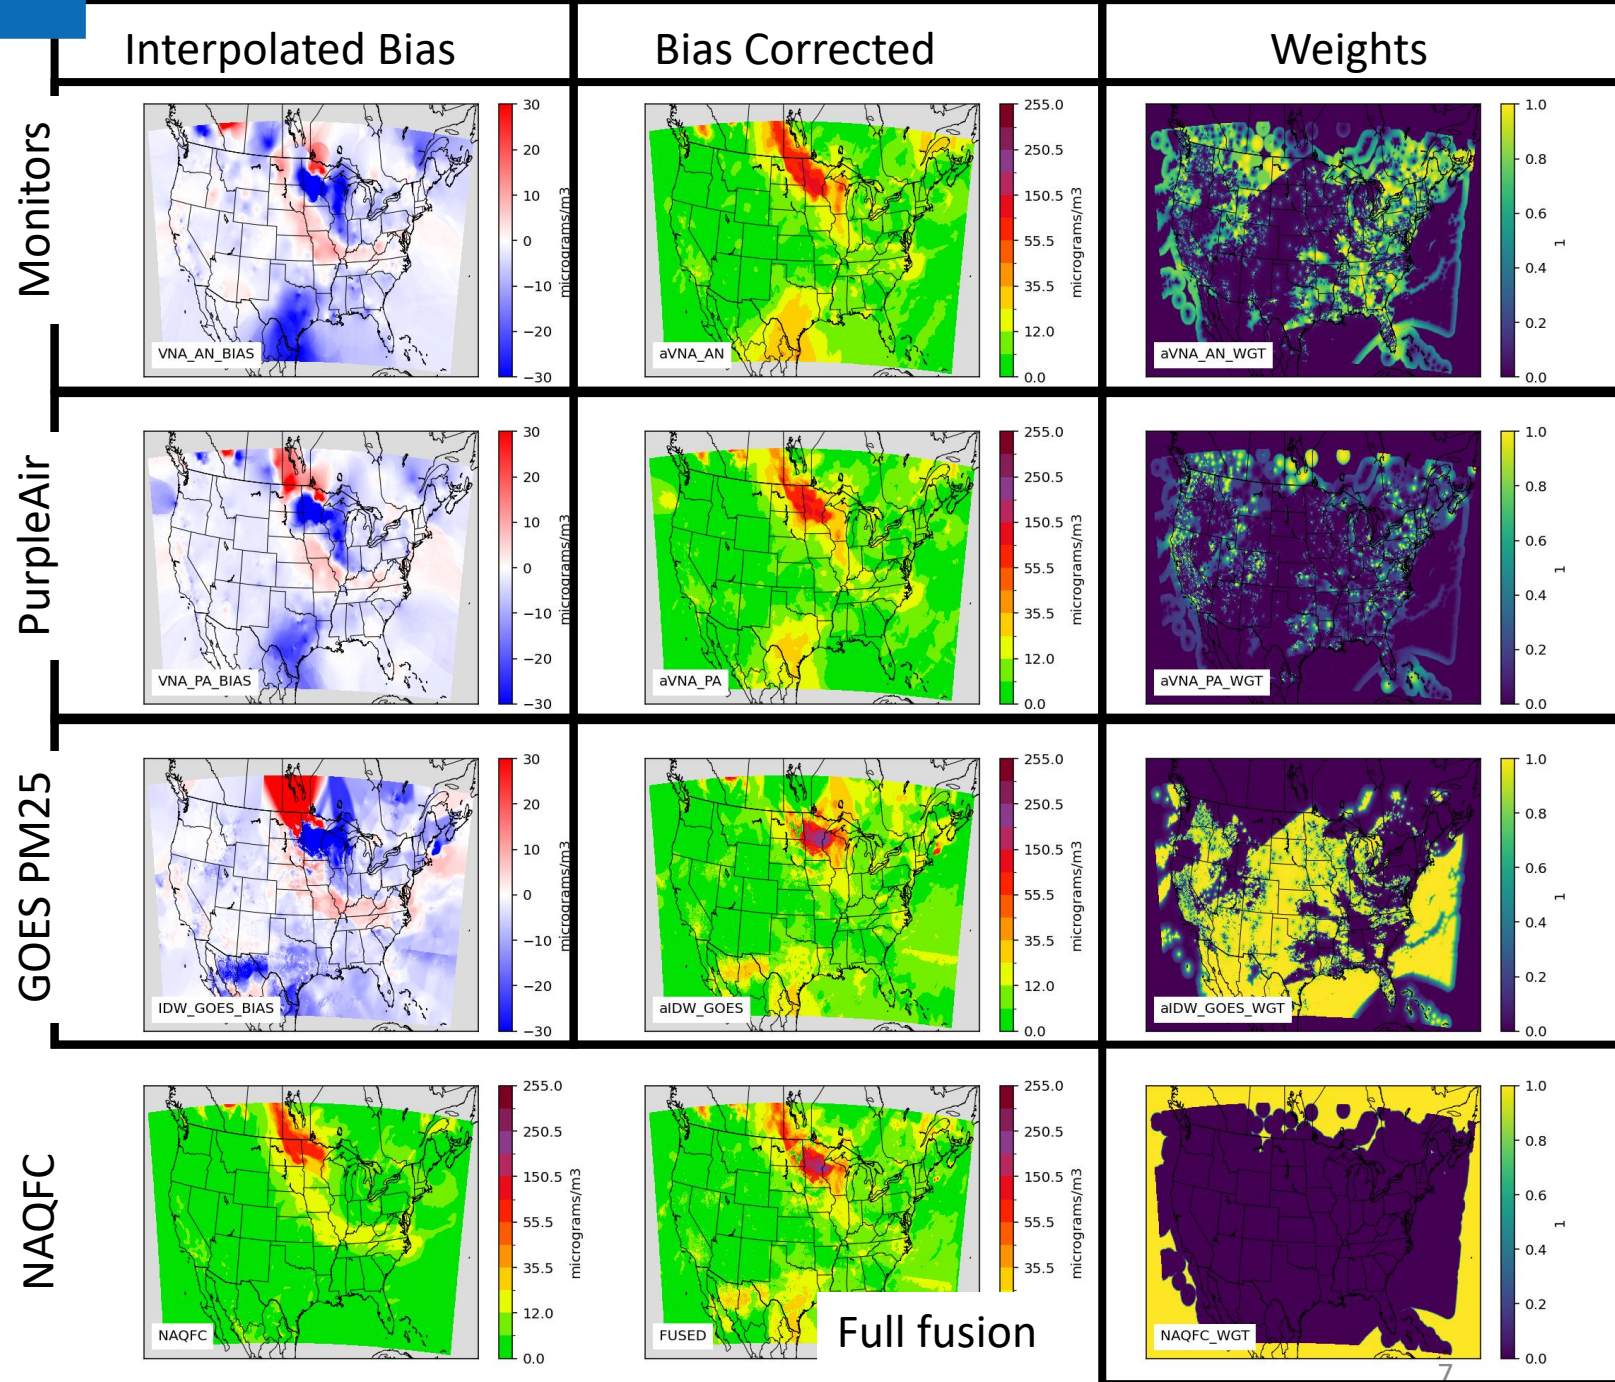 Interpolated Bias
Bias Corrected
Weights
Monitors
30
20
10
0
−10
−20
−30
micrograms/m3
VNA_AN_BIAS
255.0
250.5
150.5
55.5
35.5
12.0
0.0
micrograms/m3
aVNA_AN
1.0
0.8
0.6
0.4
0.2
0.0
1
aVNA_AN_WGT
PurpleAir
30
20
10
0
−10
−20
−30
micrograms/m3
VNA_PA_BIAS
255.0
250.5
150.5
55.5
35.5
12.0
0.0
micrograms/m3
aVNA_PA
1.0
0.8
0.6
0.4
0.2
0.0
1
aVNA_PA_WGT
GOES PM25
30
20
10
0
−10
−20
−30
micrograms/m3
IDW_GOES_BIAS
255.0
250.5
150.5
55.5
35.5
12.0
0.0
micrograms/m3
aIDW_GOES
1.0
0.8
0.6
0.4
0.2
0.0
1
aIDW_GOES_WGT
NAQFC
255.0
250.5
150.5
55.5
35.5
12.0
0.0
micrograms/m3
NAQFC
255.0
250.5
150.5
55.5
35.5
micrograms/m3
FUSED
Full fusion
1.0
0.8
0.6
0.4
0.2
0.0
1
NAQFC_WGT
7